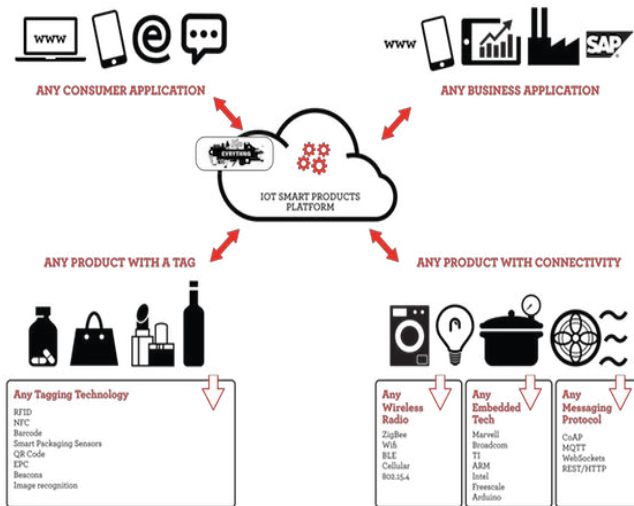 www
www
SAP
ANY CONSUMER APPLICATION
ANY BUSINESS APPLICATION
EVRYTHNG
IOT SMART PRODUCTS
PLATFORM
ANY PRODUCT WITH A TAG
ANY PRODUCT WITH CONNECTIVITY
Any Tagging Technology
RFID
NFC
Barcode
Smart Packaging Sensors
QR Code
EPC
Beacons
Image recognition
Any
Wireless
Radio
ZigBee
Wifi
BLE
Cellular
802.15.4
Any
Embedded
Tech
Marvell
Broadcom
TI
ARM
Intel
Freescale
Arduino
Any
Messaging
Protocol
CoAP
MQTT
WebSockets
REST/HTTP